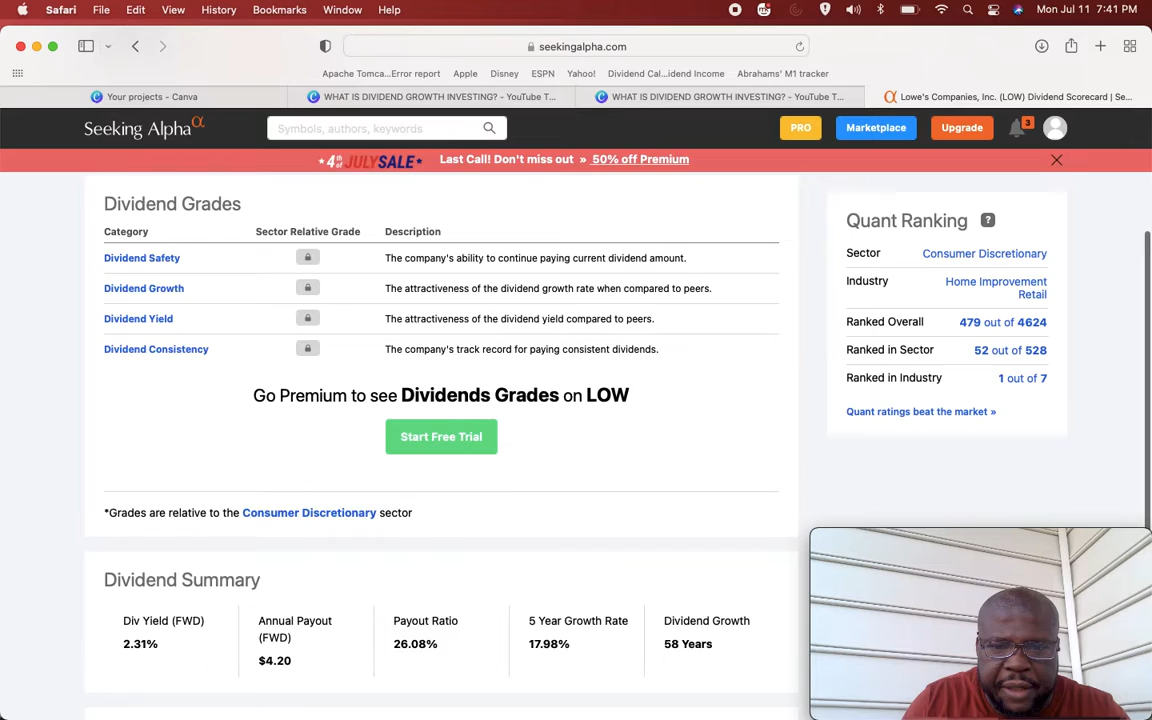 Safari File Edit View History Bookmarks Window Help Mon Jul 11 7:41 PM
seekingalpha.com
Apache Tomca...Error report Apple Disney ESPN Yahoo! Dividend Cal...idend Income Abrahams' M1 tracker
Your projects - Canva WHAT IS DIVIDEND GROWTH INVESTING? - YouTube T... WHAT IS DIVIDEND GROWTH INVESTING? - YouTube T... Lowe's Companies, Inc. (LOW) Dividend Scorecard | Se...
Seeking Alpha α Symbols, authors, keywords PRO Marketplace Upgrade 3
4th of JULY SALE Last Call! Don't miss out » 50% off Premium
Dividend Grades
Category Sector Relative Grade Description
Dividend Safety The company's ability to continue paying current dividend amount.
Dividend Growth The attractiveness of the dividend growth rate when compared to peers.
Dividend Yield The attractiveness of the dividend yield compared to peers.
Dividend Consistency The company's track record for paying consistent dividends.
Go Premium to see Dividends Grades on LOW
Start Free Trial
*Grades are relative to the Consumer Discretionary sector
Quant Ranking ?
Sector Consumer Discretionary
Industry Home Improvement
Retail
Ranked Overall 479 out of 4624
Ranked in Sector 52 out of 528
Ranked in Industry 1 out of 7
Quant ratings beat the market »
Dividend Summary
Div Yield (FWD) Annual Payout Payout Ratio 5 Year Growth Rate Dividend Growth
(FWD)
2.31% 26.08% 17.98% 58 Years
$4.20